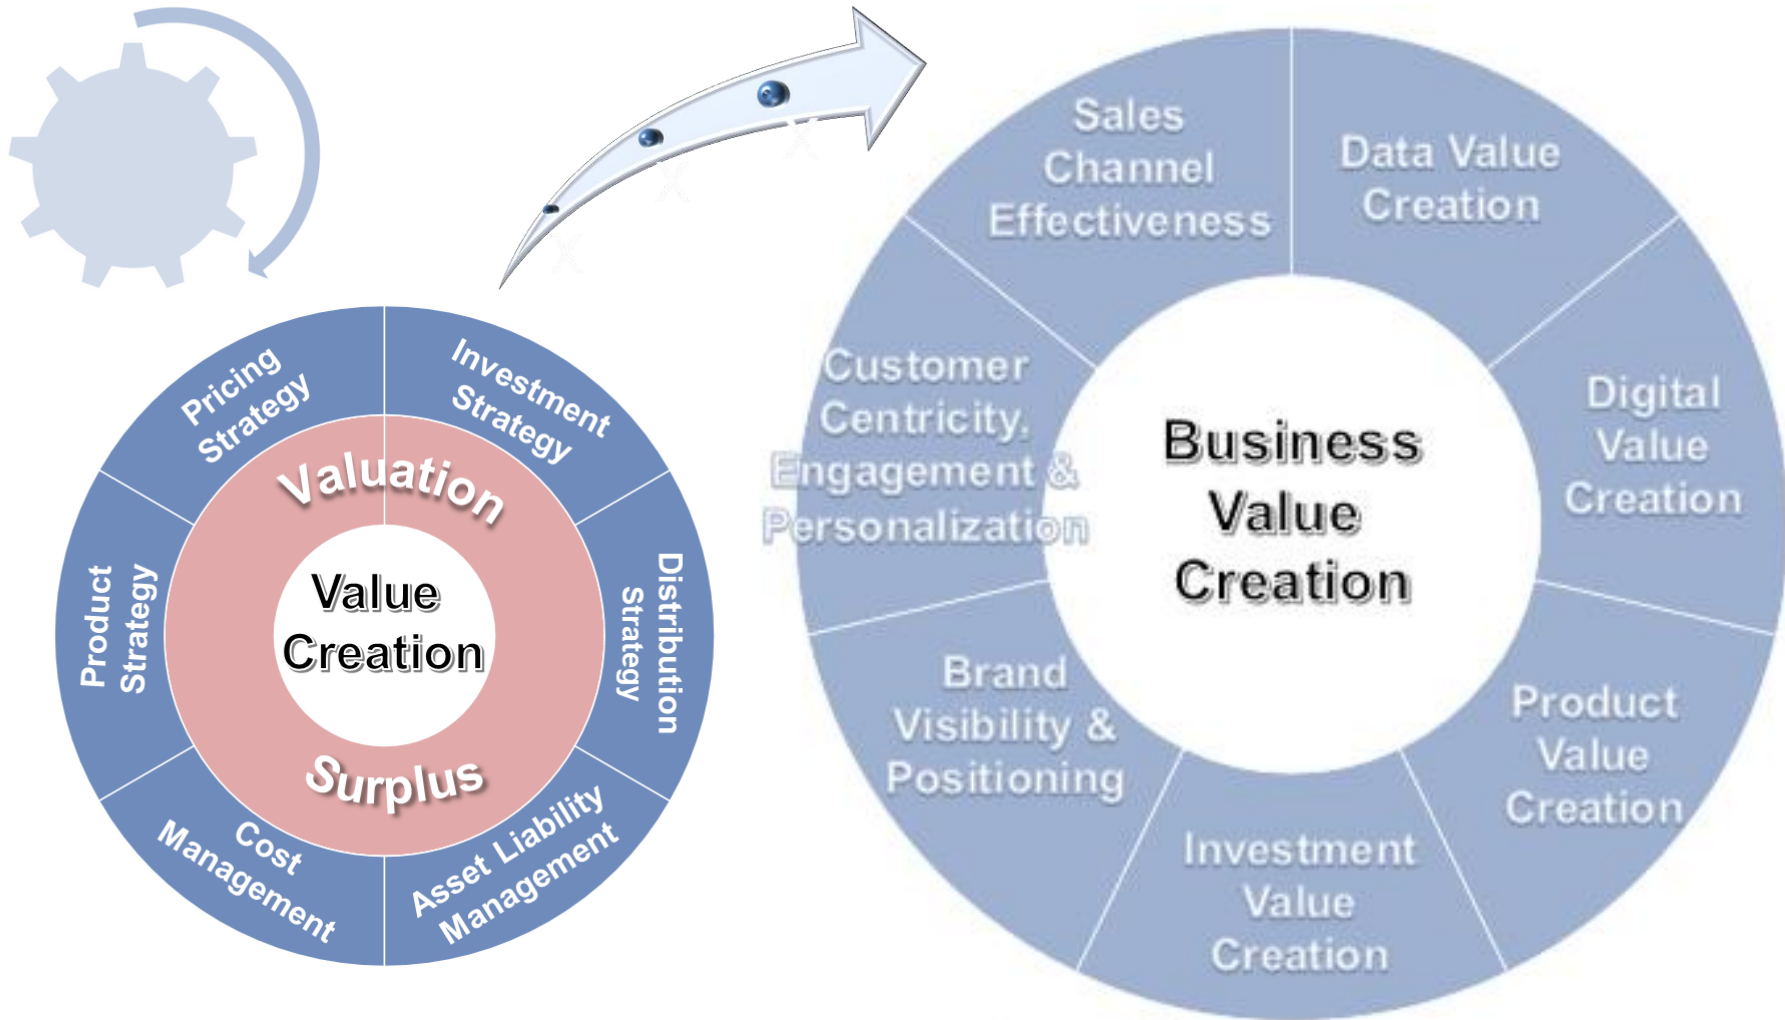 Pricing
Strategy
Investment
Strategy
Distribution
Strategy
Asset Liability
Management
Cost
Management
Product
Strategy
Valuation
Surplus
Value
Creation
Sales
Channel
Effectiveness
Data Value
Creation
Digital
Value
Creation
Product
Value
Creation
Investment
Value
Creation
Brand
Visibility &
Positioning
Customer
Centricity.
Engagement &
Personalization
Business
Value
Creation
X
X
X